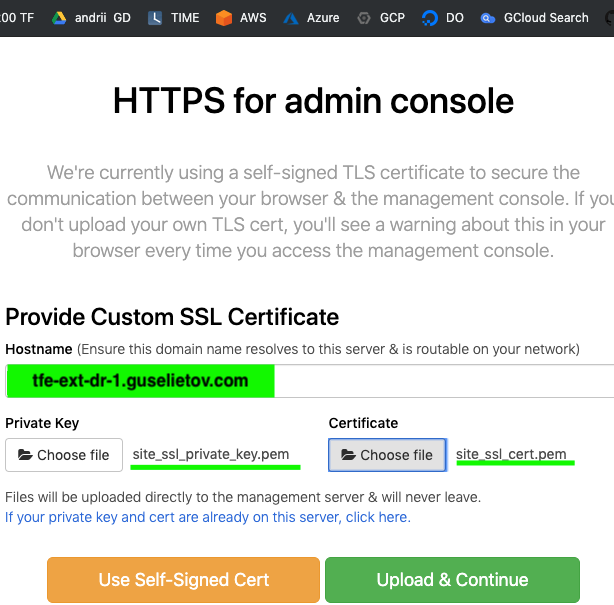 00 TF andrii GD TIME AWS Azure GCP DO GCloud Search
HTTPS for admin console
We're currently using a self-signed TLS certificate to secure the
communication between your browser & the management console. If you
don't upload your own TLS cert, you'll see a warning about this in your
browser every time you access the management console.
Provide Custom SSL Certificate
Hostname (Ensure this domain name resolves to this server & is routable on your network)
tfe-ext-dr-1.guselietov.com
Private Key Certificate
Choose file site_ssl_private_key.pem Choose file site_ssl_cert.pem
Files will be uploaded directly to the management server & will never leave.
If your private key and cert are already on this server, click here.
Use Self-Signed Cert Upload & Continue